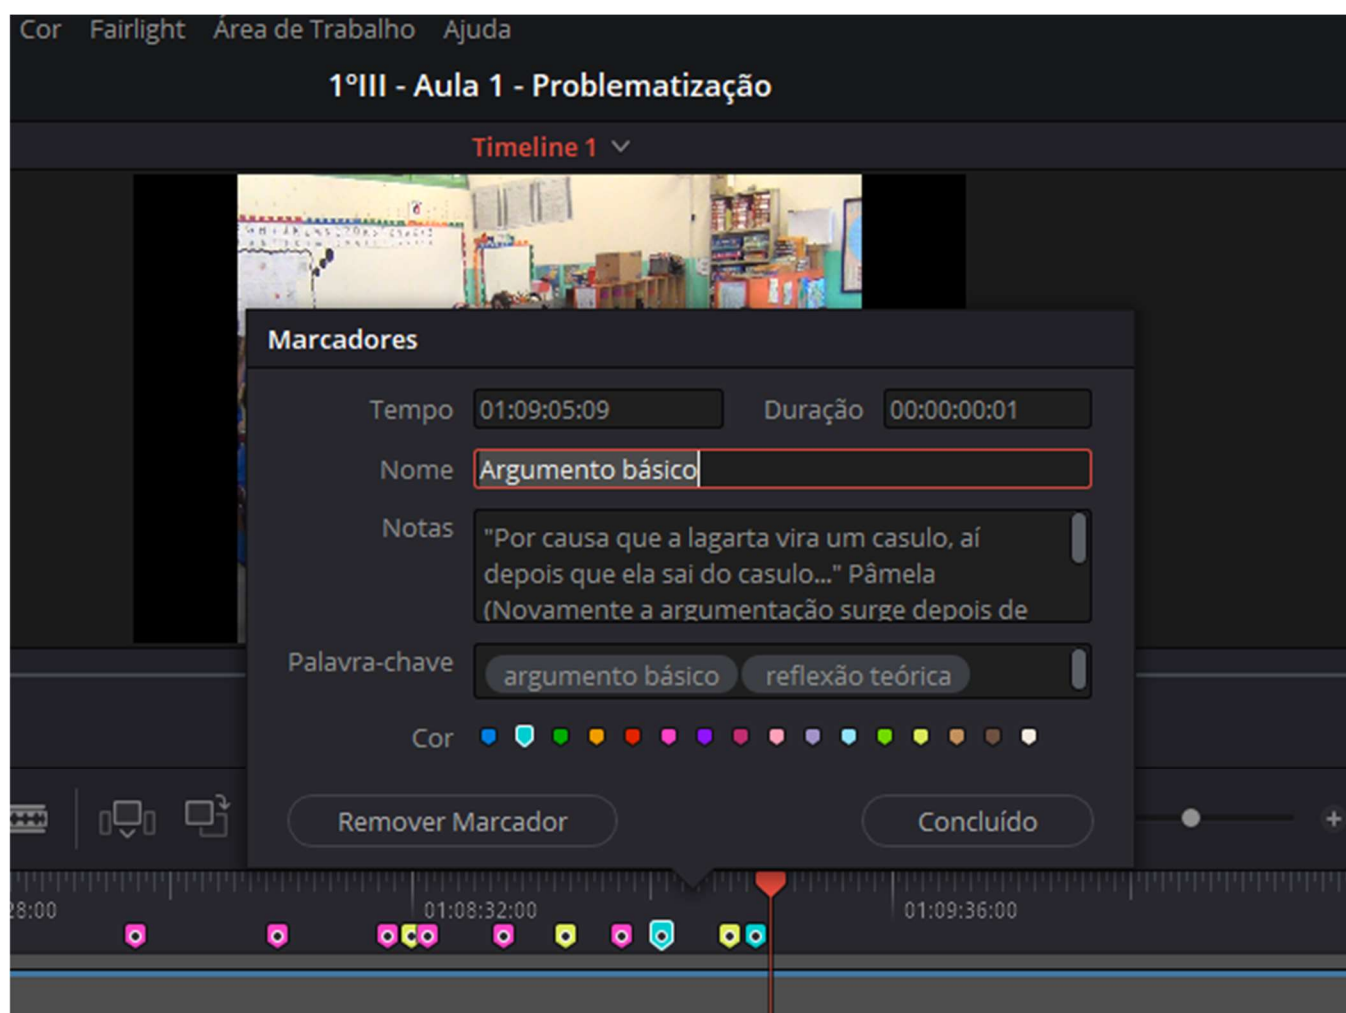 Cor Fairlight Área de Trabalho Ajuda
1ºIII - Aula 1 - Problematização
Timeline 1
Marcadores
Tempo 01:09:05:09 Duração 00:00:00:01
Nome Argumento básico
Notas "Por causa que a lagarta vira um casulo, aí
depois que ela sai do casulo..." Pâmela
(Novamente a argumentação surge depois de
Palavra-chave argumento básico reflexão teórica
Cor
Remover Marcador Concluído
28:00 01:08:32:00 01:09:36:00